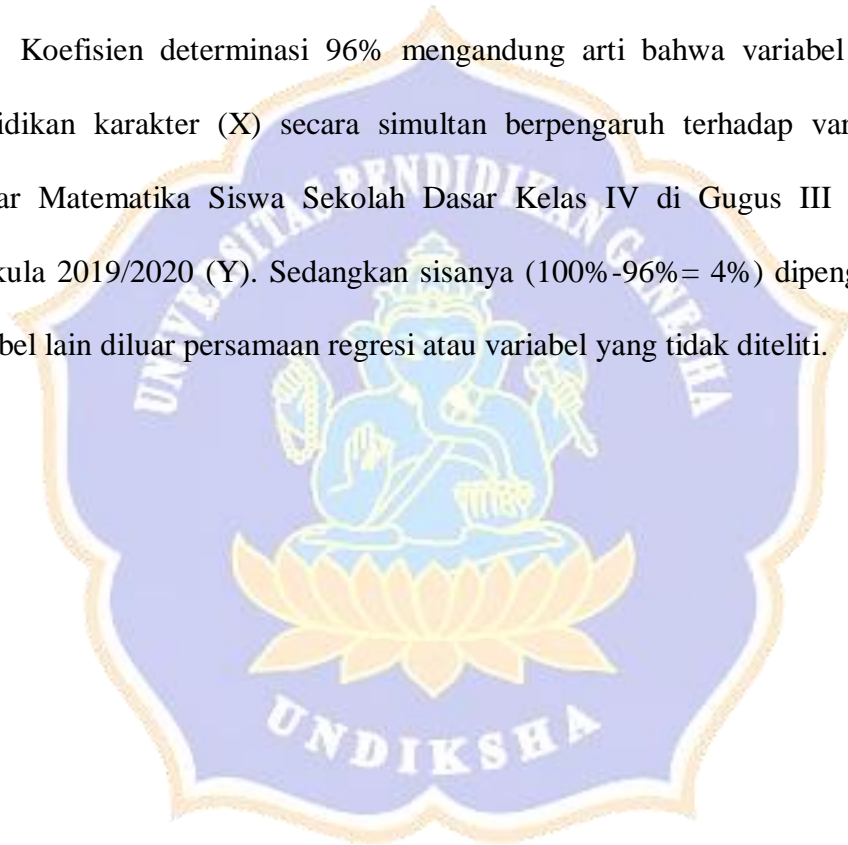 Koefisien determinasi 96% mengandung arti bahwa variabel
idikan karakter (X) secara simultan berpengaruh terhadap var
ar Matematika Siswa Sekolah Dasar Kelas IV di Gugus III
kula 2019/2020 (Y). Sedangkan sisanya (100%-96%= 4%) dipeng
bel lain diluar persamaan regresi atau variabel yang tidak diteliti.
UNIVERSITAS PENDIDIKAN GANESHA
UNDIKSHA